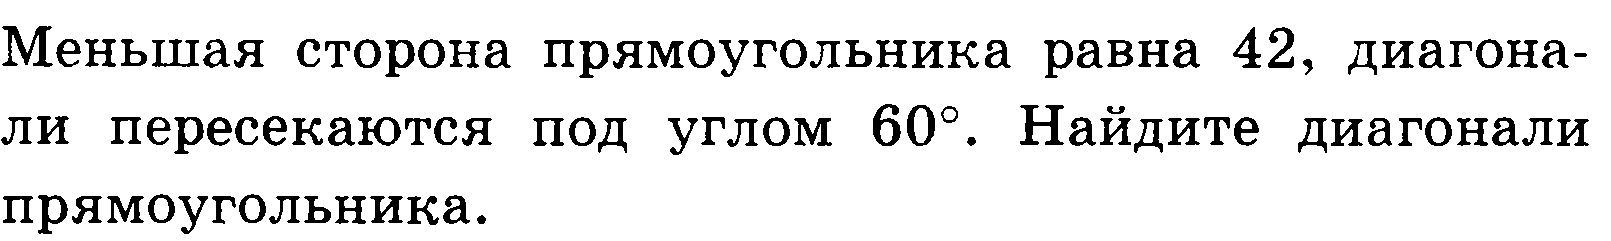 Меньшая сторона прямоугольника равна 42, диагона-
ли пересекаются под углом 60°. Найдите диагонали
прямоугольника.